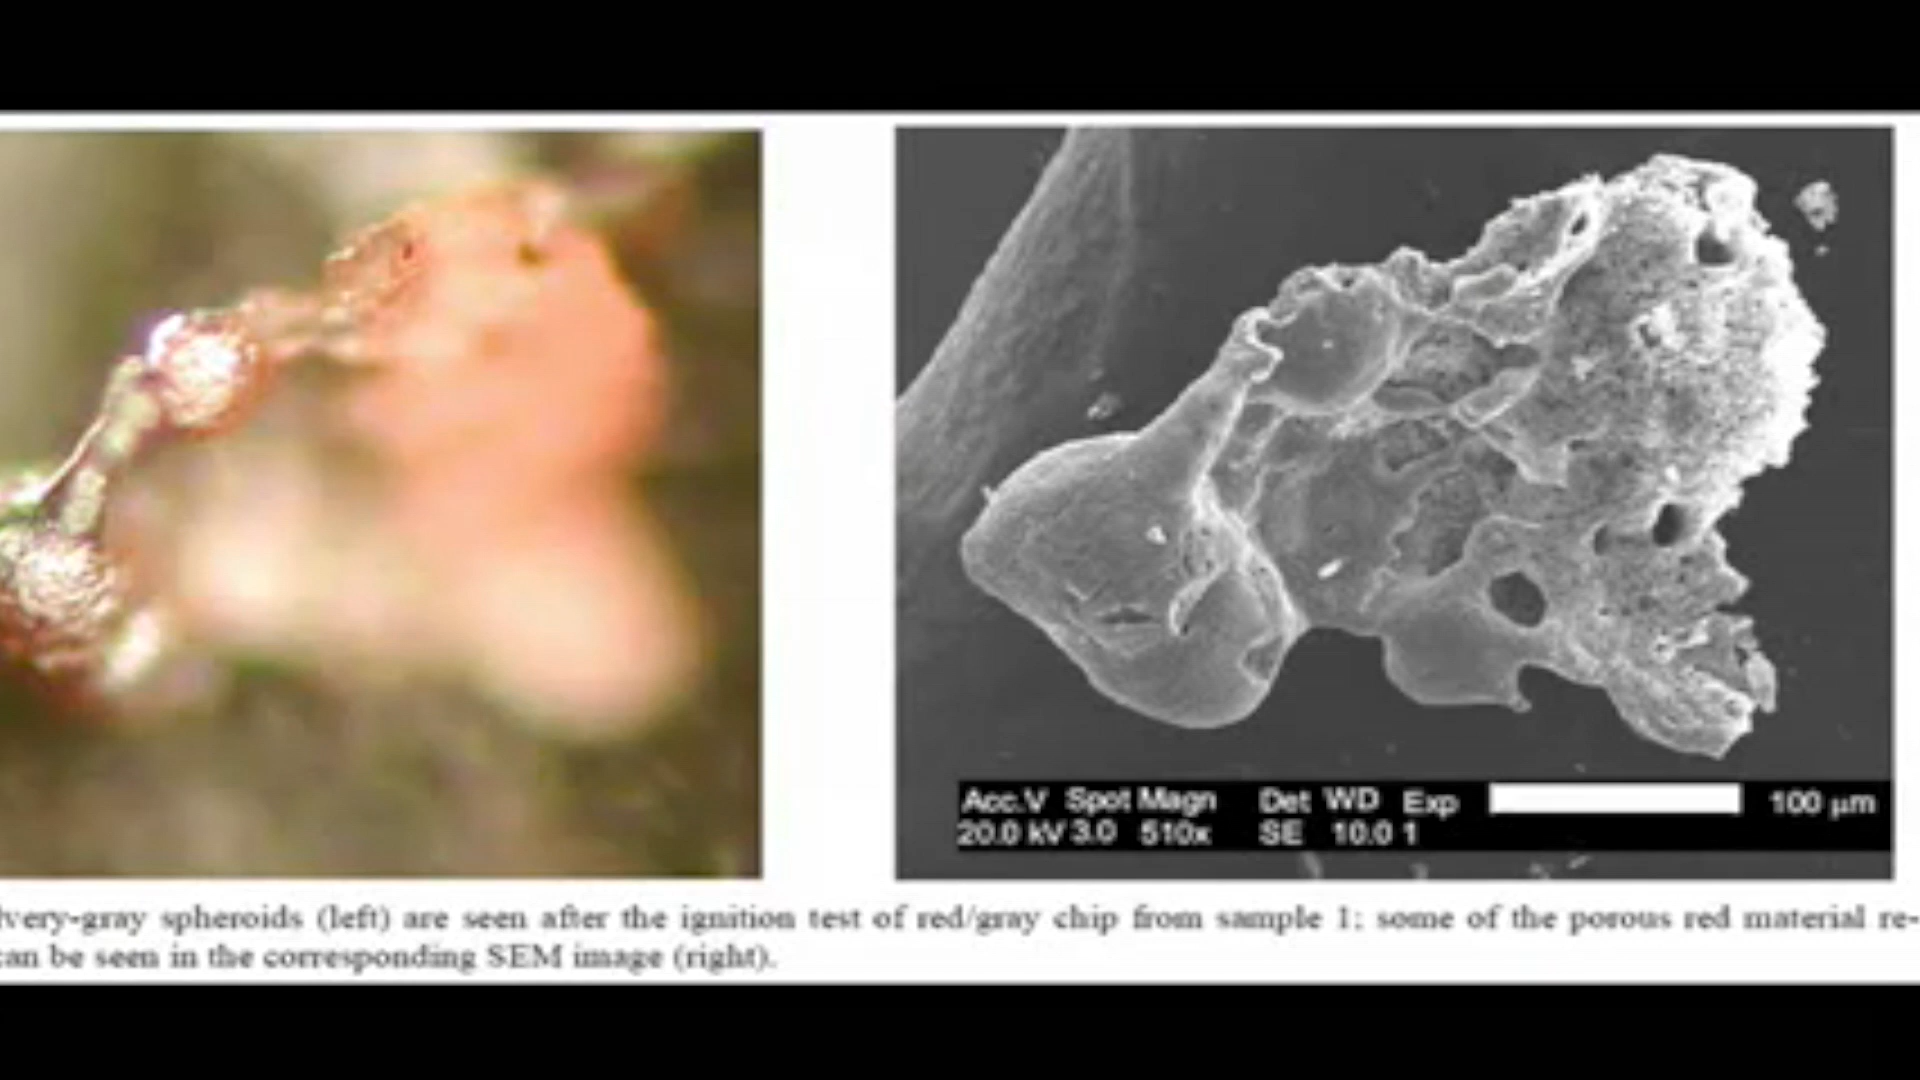 Acc.V Spot Magn Det WD Exp 100 μm
20.0 kV 3.0 510x SE 10.0 1
lvery-gray spheroids (left) are seen after the ignition test of red/gray chip from sample 1; some of the porous red material re-
can be seen in the corresponding SEM image (right).